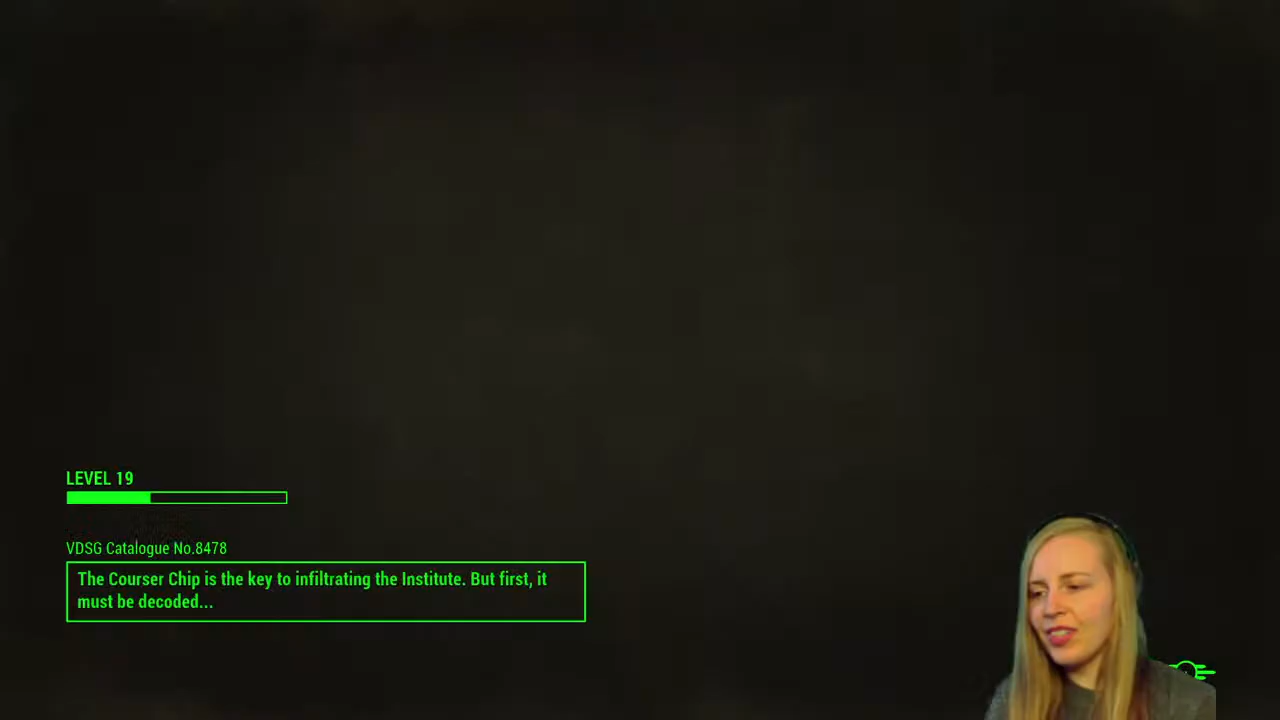 LEVEL 19
VDSG Catalogue No.8478
The Courser Chip is the key to infiltrating the Institute. But first, it
must be decoded...